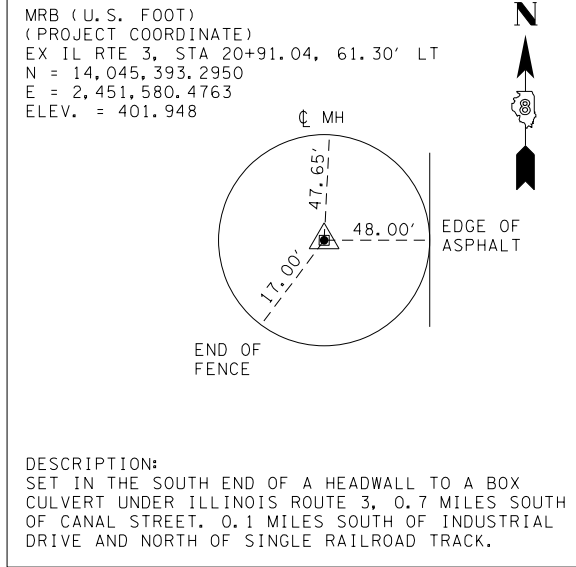 MRB (U.S. FOOT)
(PROJECT COORDINATE)
EX IL RTE 3, STA 20+91.04, 61.30' LT
N = 14,045,393.2950
E = 2,451,580.4763
ELEV. = 401.948
N
8
℄ MH
47.65'
48.00'
EDGE OF
ASPHALT
17.00'
END OF
FENCE
DESCRIPTION:
SET IN THE SOUTH END OF A HEADWALL TO A BOX
CULVERT UNDER ILLINOIS ROUTE 3, 0.7 MILES SOUTH
OF CANAL STREET. 0.1 MILES SOUTH OF INDUSTRIAL
DRIVE AND NORTH OF SINGLE RAILROAD TRACK.